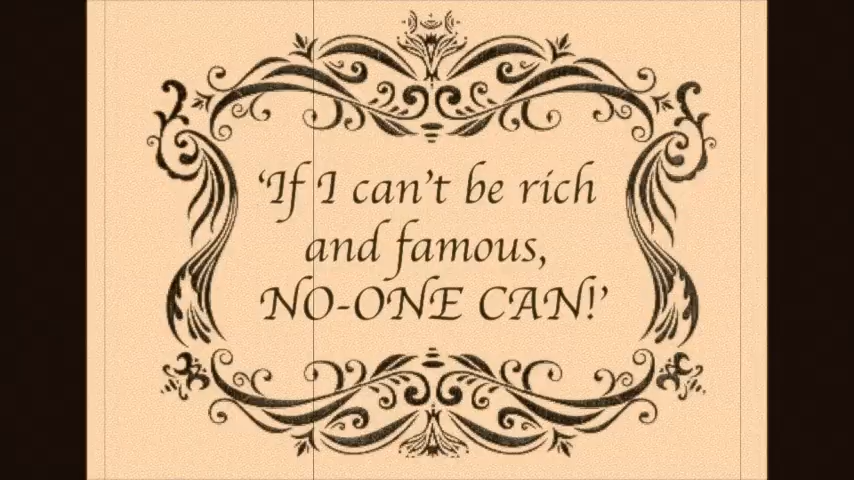 ‘If I can’t be rich
and famous,
NO-ONE CAN!’